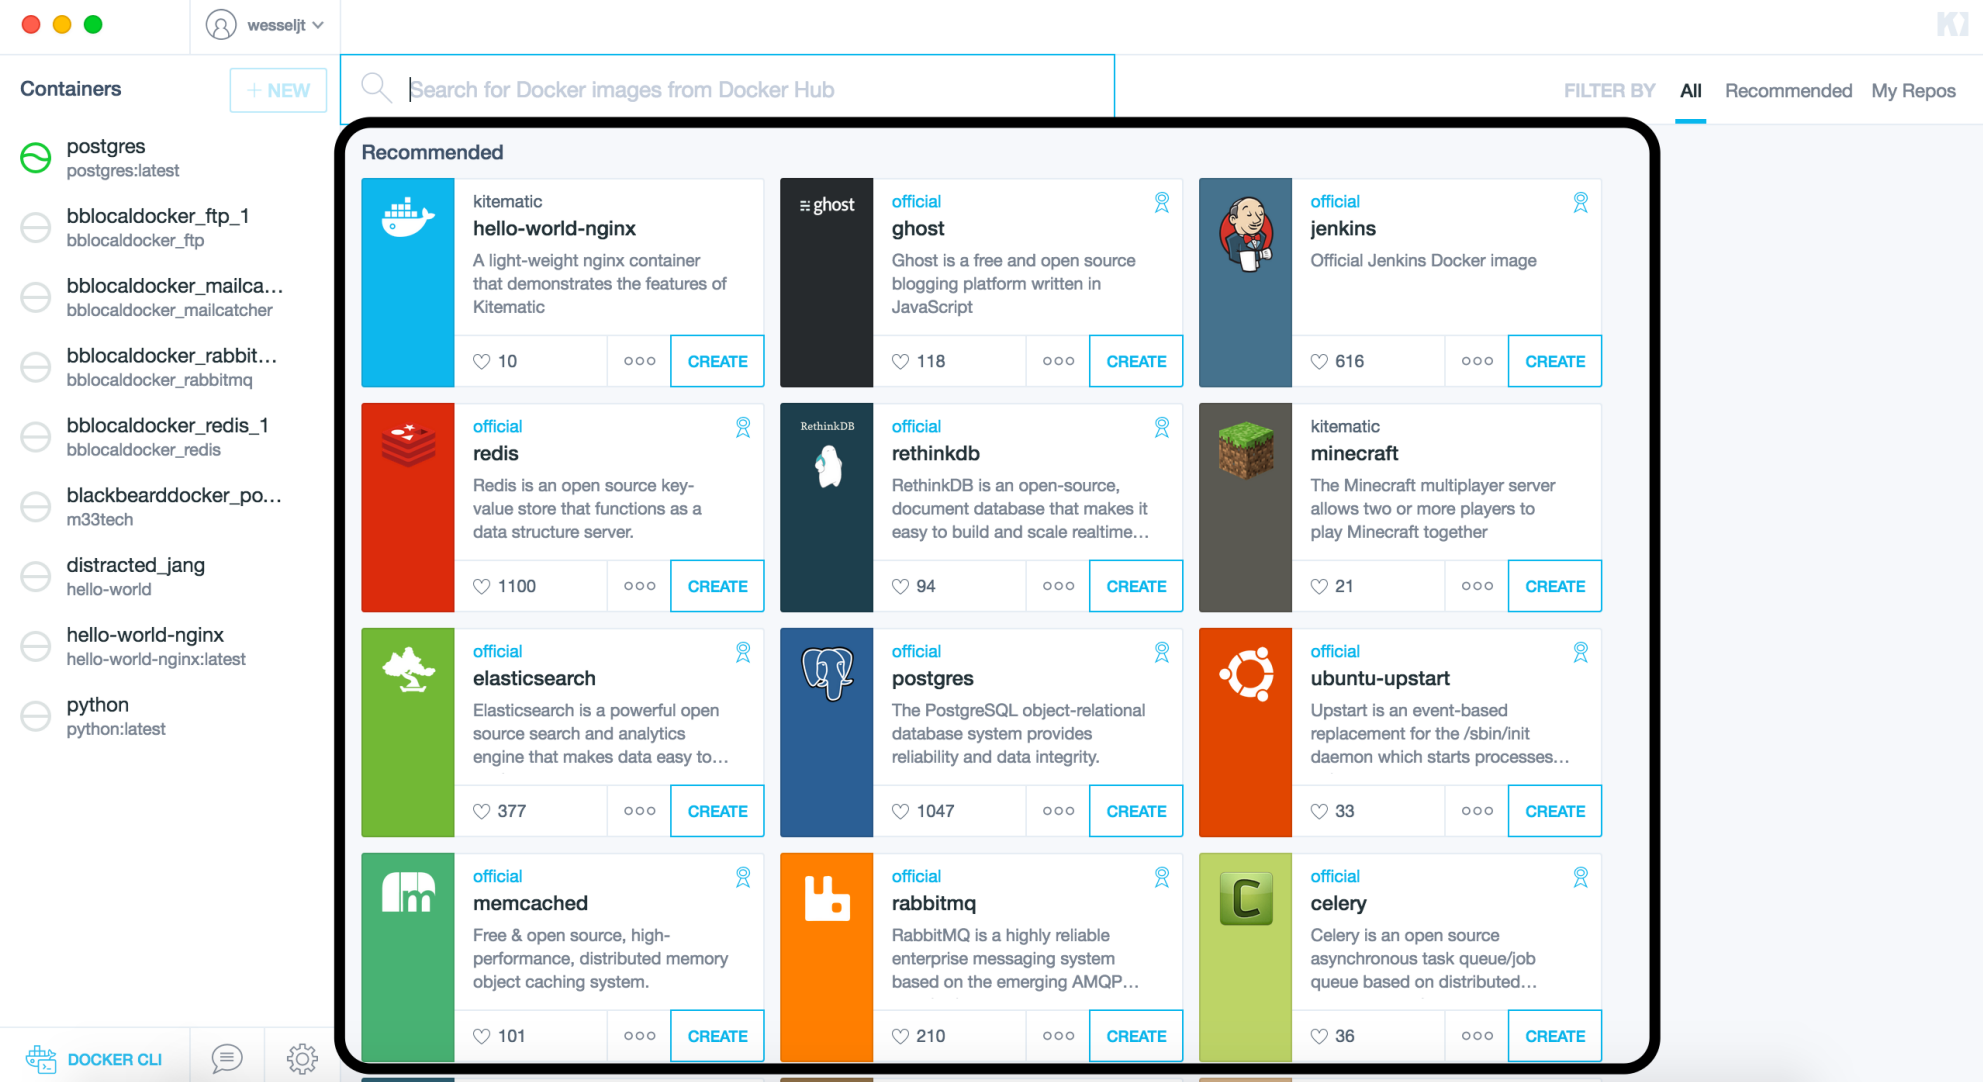 wesseljt
Containers
+ NEW
Search for Docker images from Docker Hub
FILTER BY All Recommended My Repos
postgres
postgres:latest
bblocaldocker_ftp_1
bblocaldocker_ftp
bblocaldocker_mailca...
bblocaldocker_mailcatcher
bblocaldocker_rabbit...
bblocaldocker_rabbitmq
bblocaldocker_redis_1
bblocaldocker_redis
blackbearddocker_po...
m33tech
distracted_jang
hello-world
hello-world-nginx
hello-world-nginx:latest
python
python:latest
DOCKER CLI
Recommended
kitematic
hello-world-nginx
A light-weight nginx container
that demonstrates the features of
Kitematic
10
CREATE
ghost
official
ghost
Ghost is a free and open source
blogging platform written in
JavaScript
118
CREATE
official
jenkins
Official Jenkins Docker image
616
CREATE
official
redis
Redis is an open source key-
value store that functions as a
data structure server.
1100
CREATE
RethinkDB
official
rethinkdb
RethinkDB is an open-source,
document database that makes it
easy to build and scale realtime...
94
CREATE
kitematic
minecraft
The Minecraft multiplayer server
allows two or more players to
play Minecraft together
21
CREATE
official
elasticsearch
Elasticsearch is a powerful open
source search and analytics
engine that makes data easy to...
377
CREATE
official
postgres
The PostgreSQL object-relational
database system provides
reliability and data integrity.
1047
CREATE
official
ubuntu-upstart
Upstart is an event-based
replacement for the /sbin/init
daemon which starts processes...
33
CREATE
m
official
memcached
Free & open source, high-
performance, distributed memory
object caching system.
101
CREATE
official
rabbitmq
RabbitMQ is a highly reliable
enterprise messaging system
based on the emerging AMQP...
210
CREATE
C
official
celery
Celery is an open source
asynchronous task queue/job
queue based on distributed...
36
CREATE